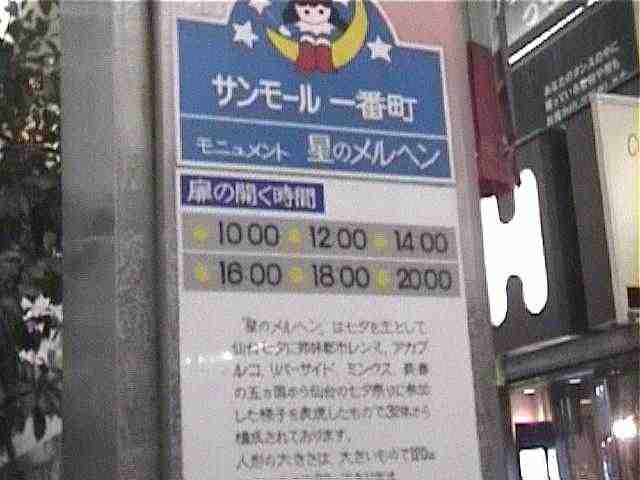 サンモール 一番町
モニュメント 星のメルヘン
扉の開く時間
10 00 12 00 14 00
16 00 18 00 20 00
「星のメルヘン」は七夕を主として
仙台七夕に姉妹都市レンヌ、アカプ
ルコ、リバーサイド、ミンスク、長春
の五ヵ国から仙台の七夕祭りに参加
した様子を表現したもので32体から
構成されております。
人形の大きさは 大きいもので120cm
H